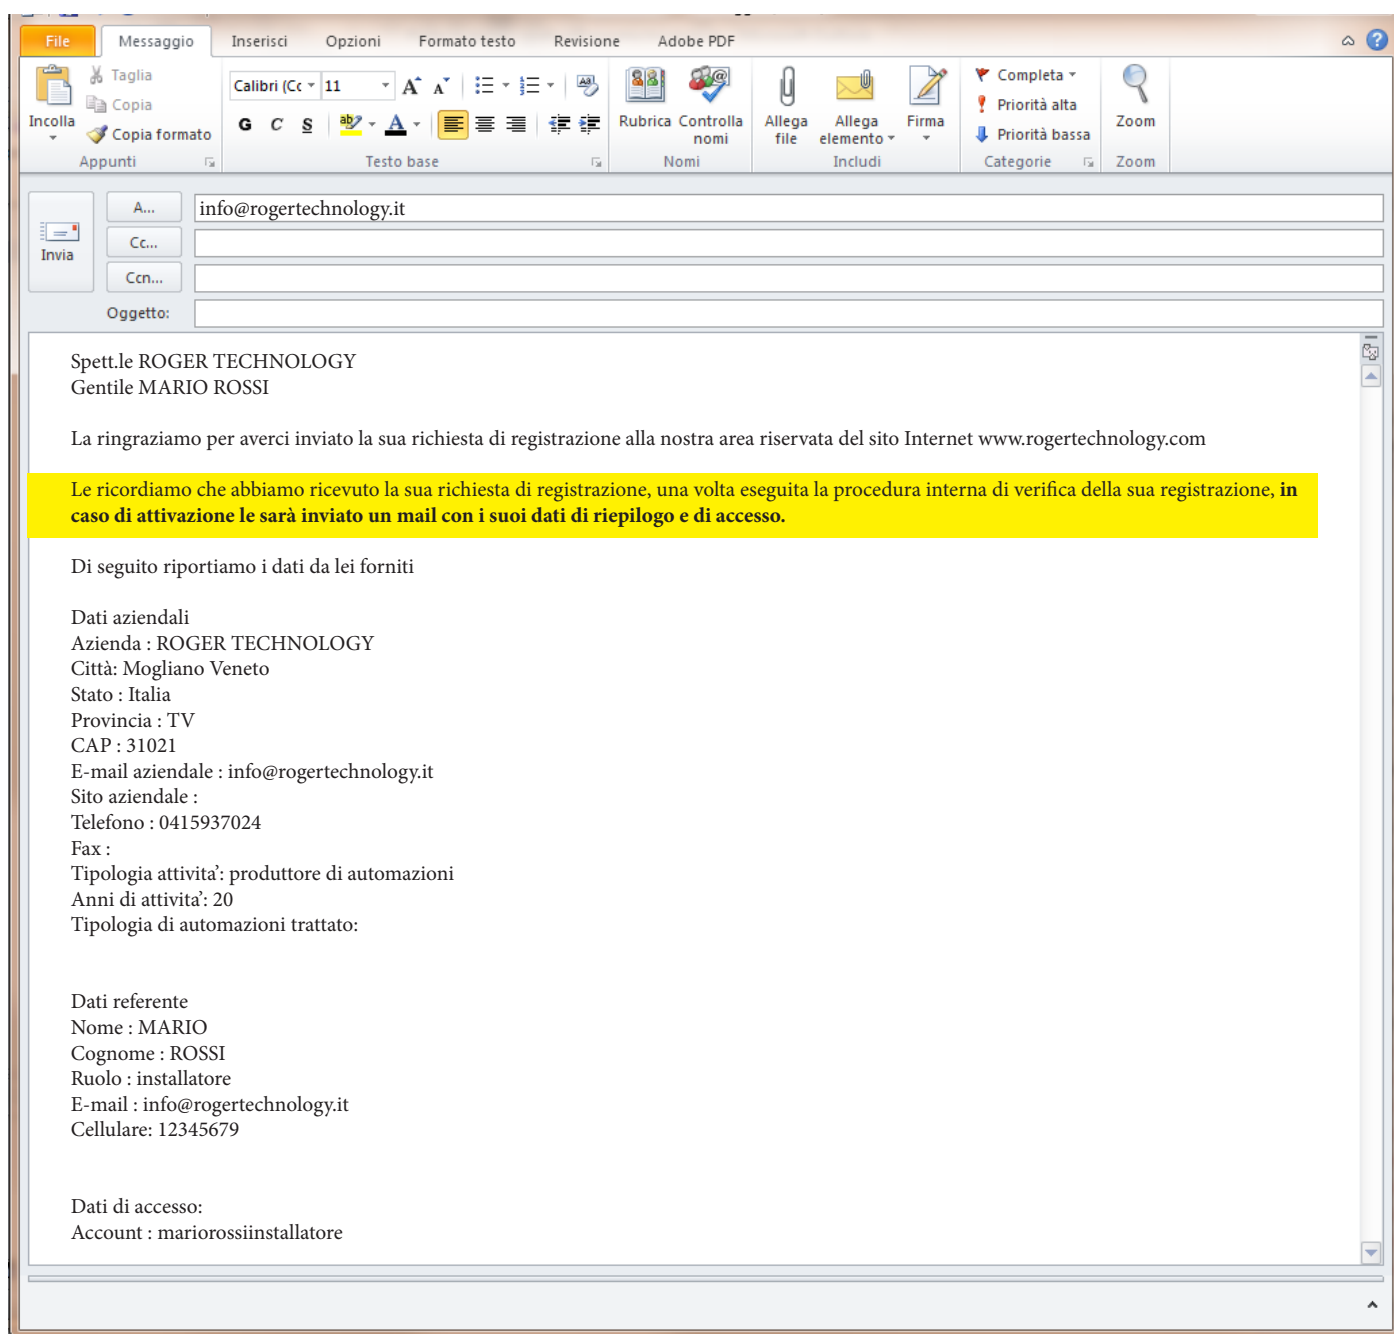 File Messaggio Inserisci Opzioni Formato testo Revisione Adobe PDF
Incolla
Taglia
Copia
Copia formato
Appunti
Calibri (Cc 11
G C S
Testo base
Rubrica Controlla nomi
Nomi
Allega file
Allega elemento
Firma
Includi
Completa
Priorità alta
Priorità bassa
Categorie
Zoom
Zoom
Invia
A... info@rogertechnology.it
Cc...
Ccn...
Oggetto:
Spett.le ROGER TECHNOLOGY
Gentile MARIO ROSSI
La ringraziamo per averci inviato la sua richiesta di registrazione alla nostra area riservata del sito Internet www.rogertechnology.com
Le ricordiamo che abbiamo ricevuto la sua richiesta di registrazione, una volta eseguita la procedura interna di verifica della sua registrazione, in
caso di attivazione le sarà inviato un mail con i suoi dati di riepilogo e di accesso.
Di seguito riportiamo i dati da lei forniti
Dati aziendali
Azienda : ROGER TECHNOLOGY
Città: Mogliano Veneto
Stato : Italia
Provincia : TV
CAP : 31021
E-mail aziendale : info@rogertechnology.it
Sito aziendale :
Telefono : 0415937024
Fax :
Tipologia attivita’: produttore di automazioni
Anni di attivita’: 20
Tipologia di automazioni trattato:
Dati referente
Nome : MARIO
Cognome : ROSSI
Ruolo : installatore
E-mail : info@rogertechnology.it
Cellulare: 12345679
Dati di accesso:
Account : mariorossiinstallatore